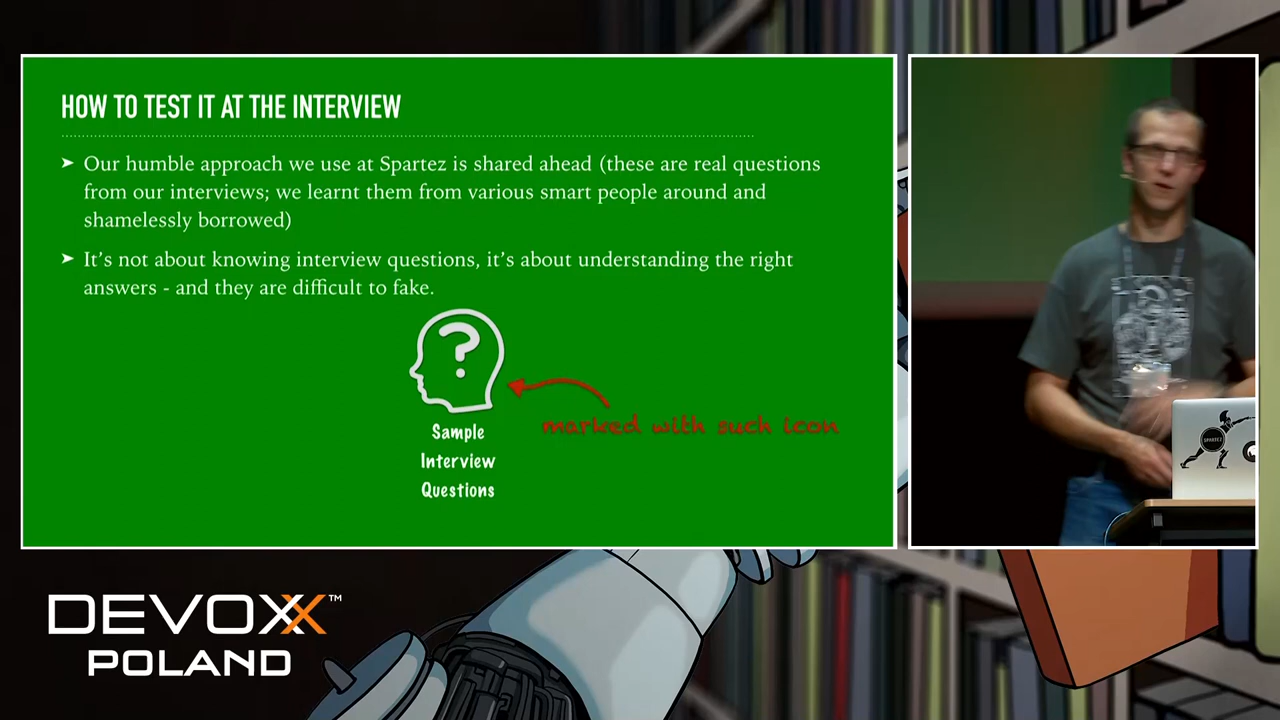 HOW TO TEST IT AT THE INTERVIEW
➤ Our humble approach we use at Spartez is shared ahead (these are real questions
from our interviews; we learnt them from various smart people around and
shamelessly borrowed)
➤ It’s not about knowing interview questions, it’s about understanding the right
answers - and they are difficult to fake.
?
marked with such icon
Sample
Interview
Questions
SPARTEZ
DEVOXX™
POLAND